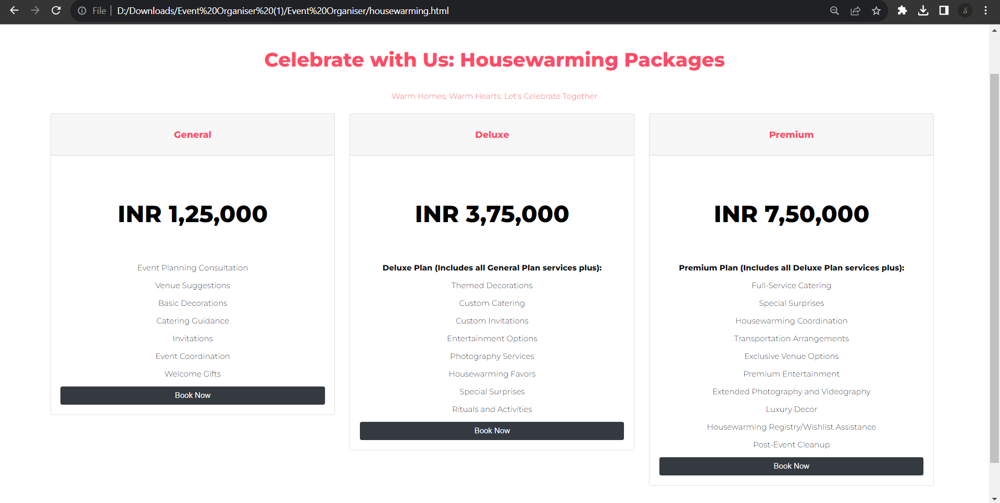 File D:/Downloads/Event%20Organiser%20(1)/Event%20Organiser/housewarming.html
Celebrate with Us: Housewarming Packages
Warm Homes, Warm Hearts: Let's Celebrate Together
General
INR 1,25,000
Event Planning Consultation
Venue Suggestions
Basic Decorations
Catering Guidance
Invitations
Event Coordination
Welcome Gifts
Book Now
Deluxe
INR 3,75,000
Deluxe Plan (Includes all General Plan services plus):
Themed Decorations
Custom Catering
Custom Invitations
Entertainment Options
Photography Services
Housewarming Favors
Special Surprises
Rituals and Activities
Book Now
Premium
INR 7,50,000
Premium Plan (Includes all Deluxe Plan services plus):
Full-Service Catering
Special Surprises
Housewarming Coordination
Transportation Arrangements
Exclusive Venue Options
Premium Entertainment
Extended Photography and Videography
Luxury Decor
Housewarming Registry/Wishlist Assistance
Post-Event Cleanup
Book Now